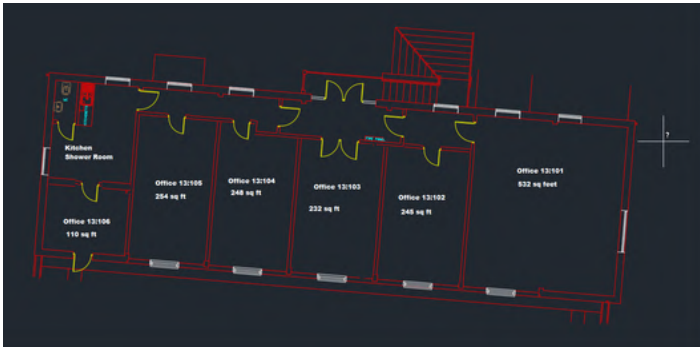 Kitchen
Shower Room
Office 13:106
110 sq ft
Office 13:105
254 sq ft
Office 13:104
248 sq ft
Office 13:103
232 sq ft
Office 13:102
245 sq ft
Office 13:101
532 sq feet
?